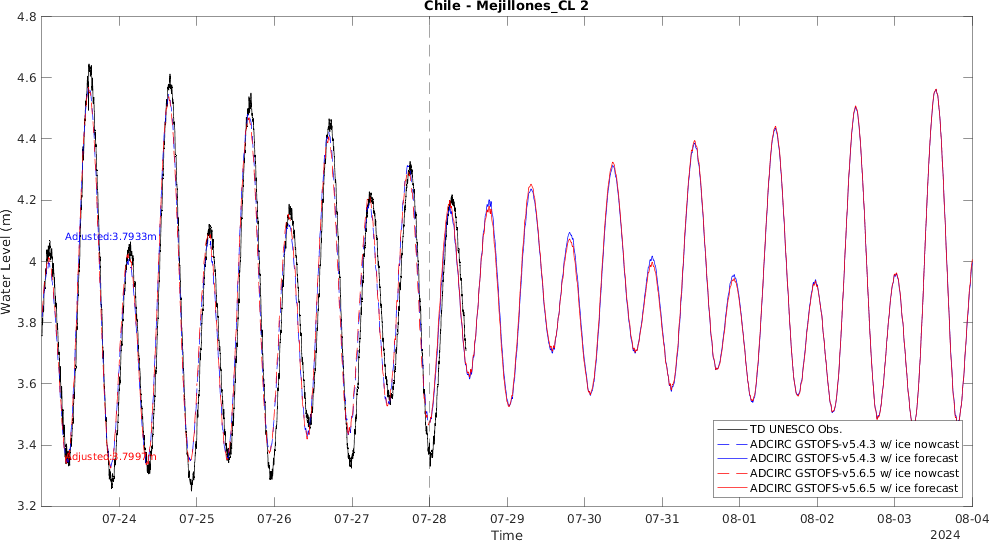 Chile - Mejillones_CL 2
4.8
4.6
4.4
4.2
4
3.8
3.6
3.4
3.2
Water Level (m)
Adjusted:3.7933m
Adjusted:3.7997m
TD UNESCO Obs.
ADCIRC GSTOFS-v5.4.3 w/ ice nowcast
ADCIRC GSTOFS-v5.4.3 w/ ice forecast
ADCIRC GSTOFS-v5.6.5 w/ ice nowcast
ADCIRC GSTOFS-v5.6.5 w/ ice forecast
07-24 07-25 07-26 07-27 07-28 07-29 07-30 07-31 08-01 08-02 08-03 08-04
Time
2024